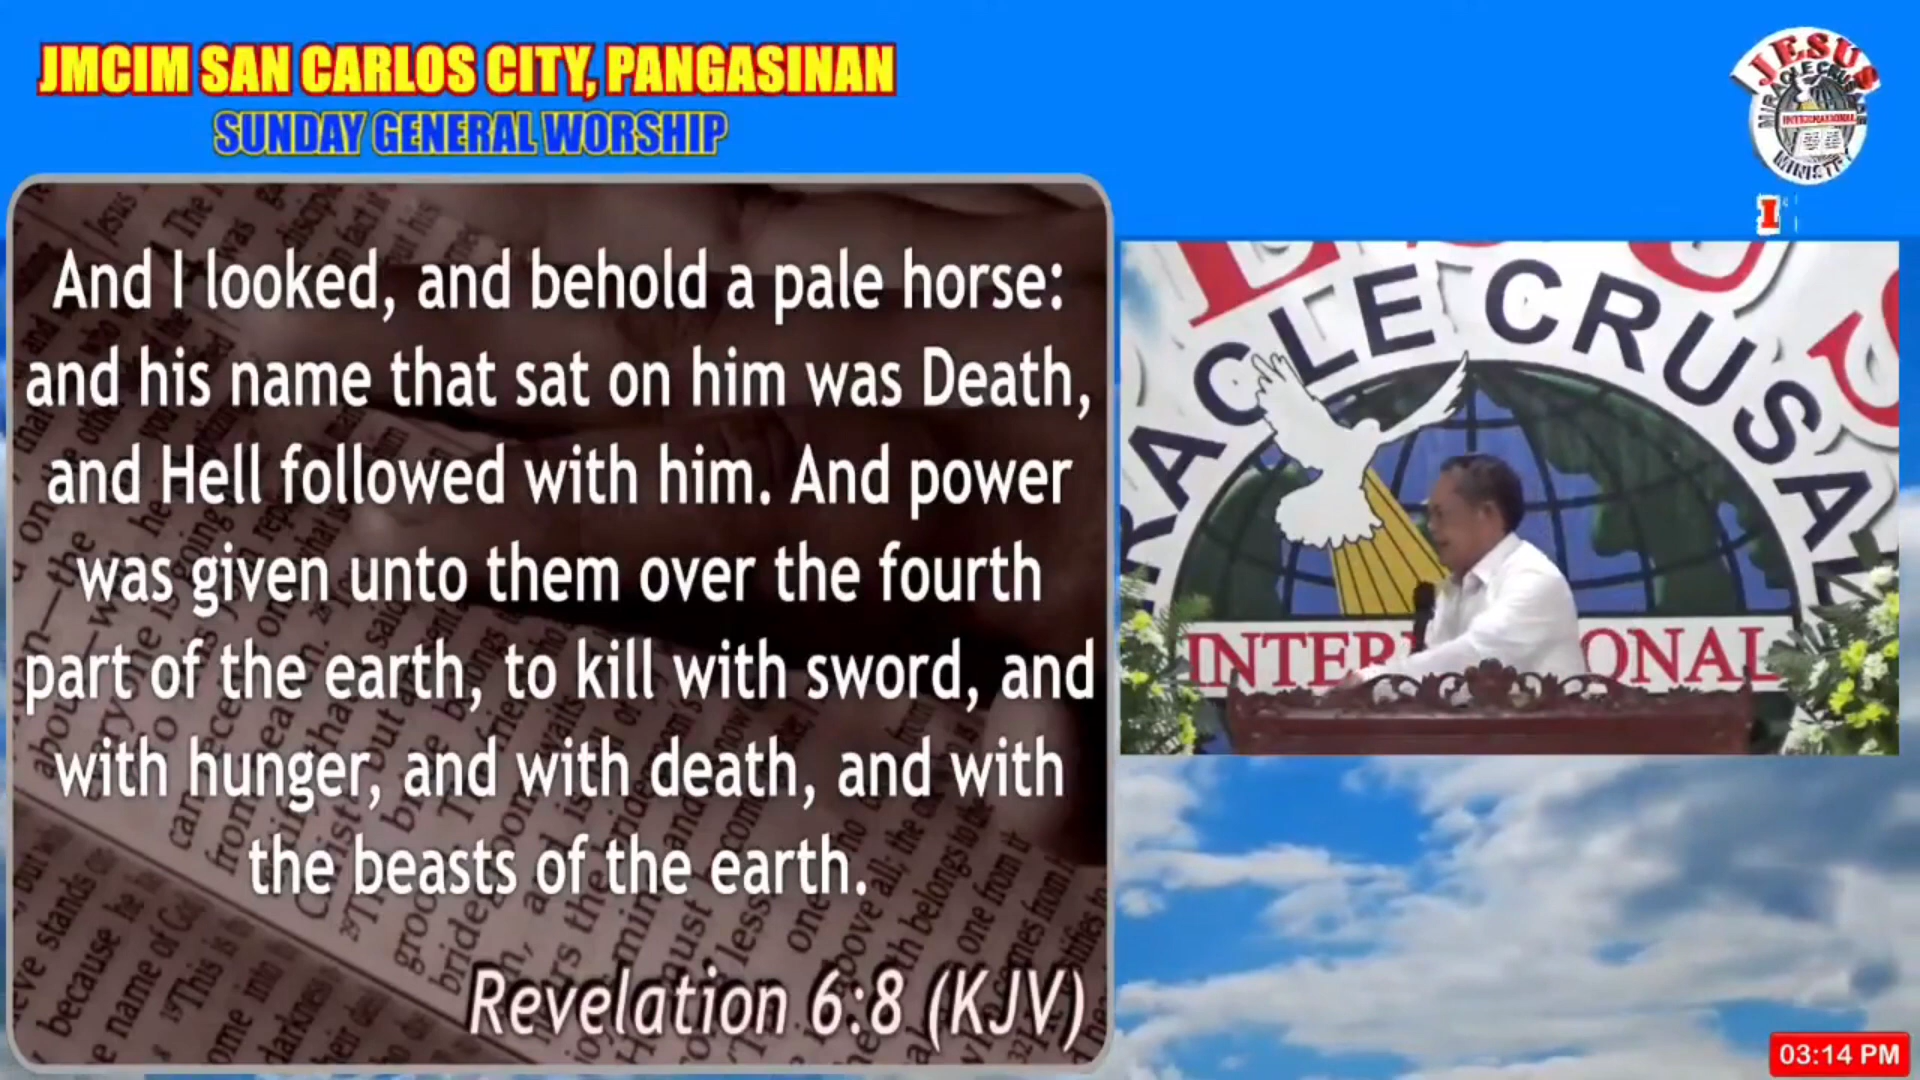 JMCIM SAN CARLOS CITY, PANGASINAN
SUNDAY GENERAL WORSHIP
JESUS
INTERNATIONAL
MINISTRY
And I looked, and behold a pale horse:
and his name that sat on him was Death,
and Hell followed with him. And power
was given unto them over the fourth
part of the earth, to kill with sword, and
with hunger, and with death, and with
the beasts of the earth.
Revelation 6:8 (KJV)
RACLE CRUSA
INTER ONAL
03:14 PM